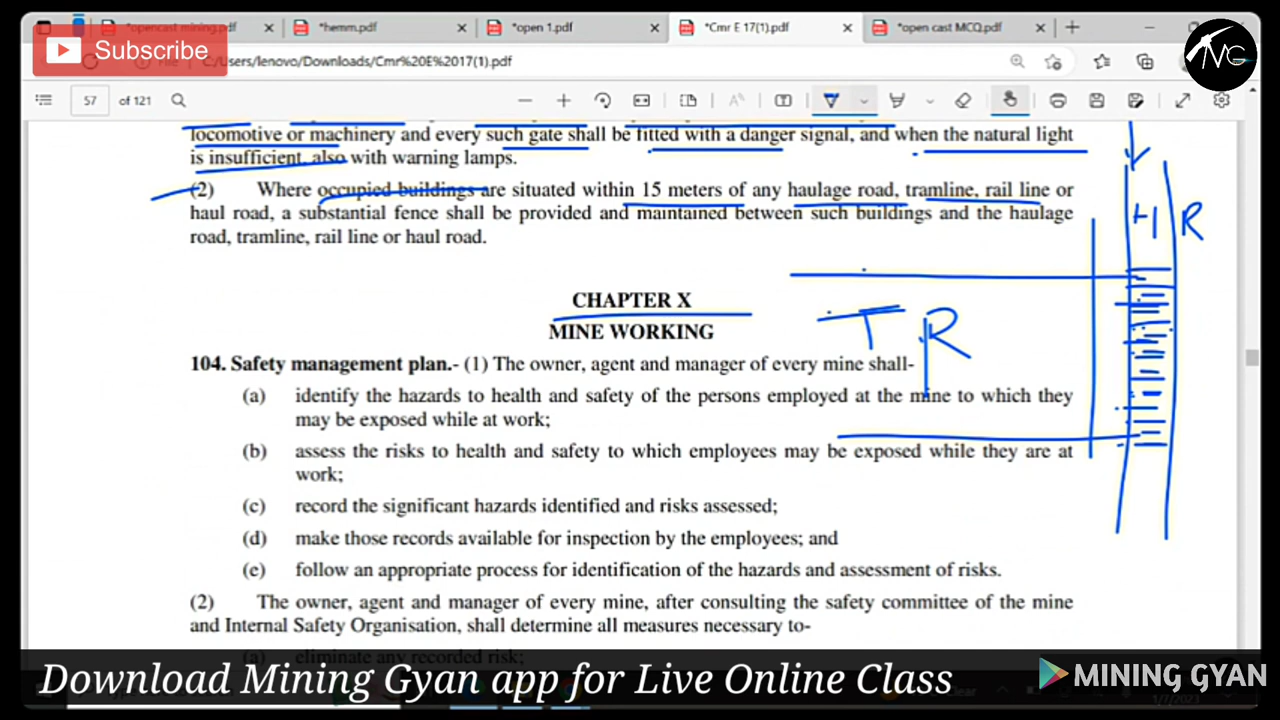 *opencast mining.pdf
*hemm.pdf
*open 1.pdf
*Cmr E 17(1).pdf
*open cast MCQ.pdf
Subscribe
MG
C:/Users/lenovo/Downloads/Cmr%20E%2017(1).pdf
57 of 121
locomotive or machinery and every such gate shall be fitted with a danger signal, and when the natural light
is insufficient, also with warning lamps.
(2) Where occupied buildings are situated within 15 meters of any haulage road, tramline, rail line or
haul road, a substantial fence shall be provided and maintained between such buildings and the haulage
road, tramline, rail line or haul road.
H R
CHAPTER X
T R
MINE WORKING
104. Safety management plan.- (1) The owner, agent and manager of every mine shall-
(a) identify the hazards to health and safety of the persons employed at the mine to which they
may be exposed while at work;
(b) assess the risks to health and safety to which employees may be exposed while they are at
work;
(c) record the significant hazards identified and risks assessed;
(d) make those records available for inspection by the employees; and
(e) follow an appropriate process for identification of the hazards and assessment of risks.
(2) The owner, agent and manager of every mine, after consulting the safety committee of the mine
and Internal Safety Organisation, shall determine all measures necessary to-
(a) eliminate any recorded risk;
Download Mining Gyan app for Live Online Class
MINING GYAN